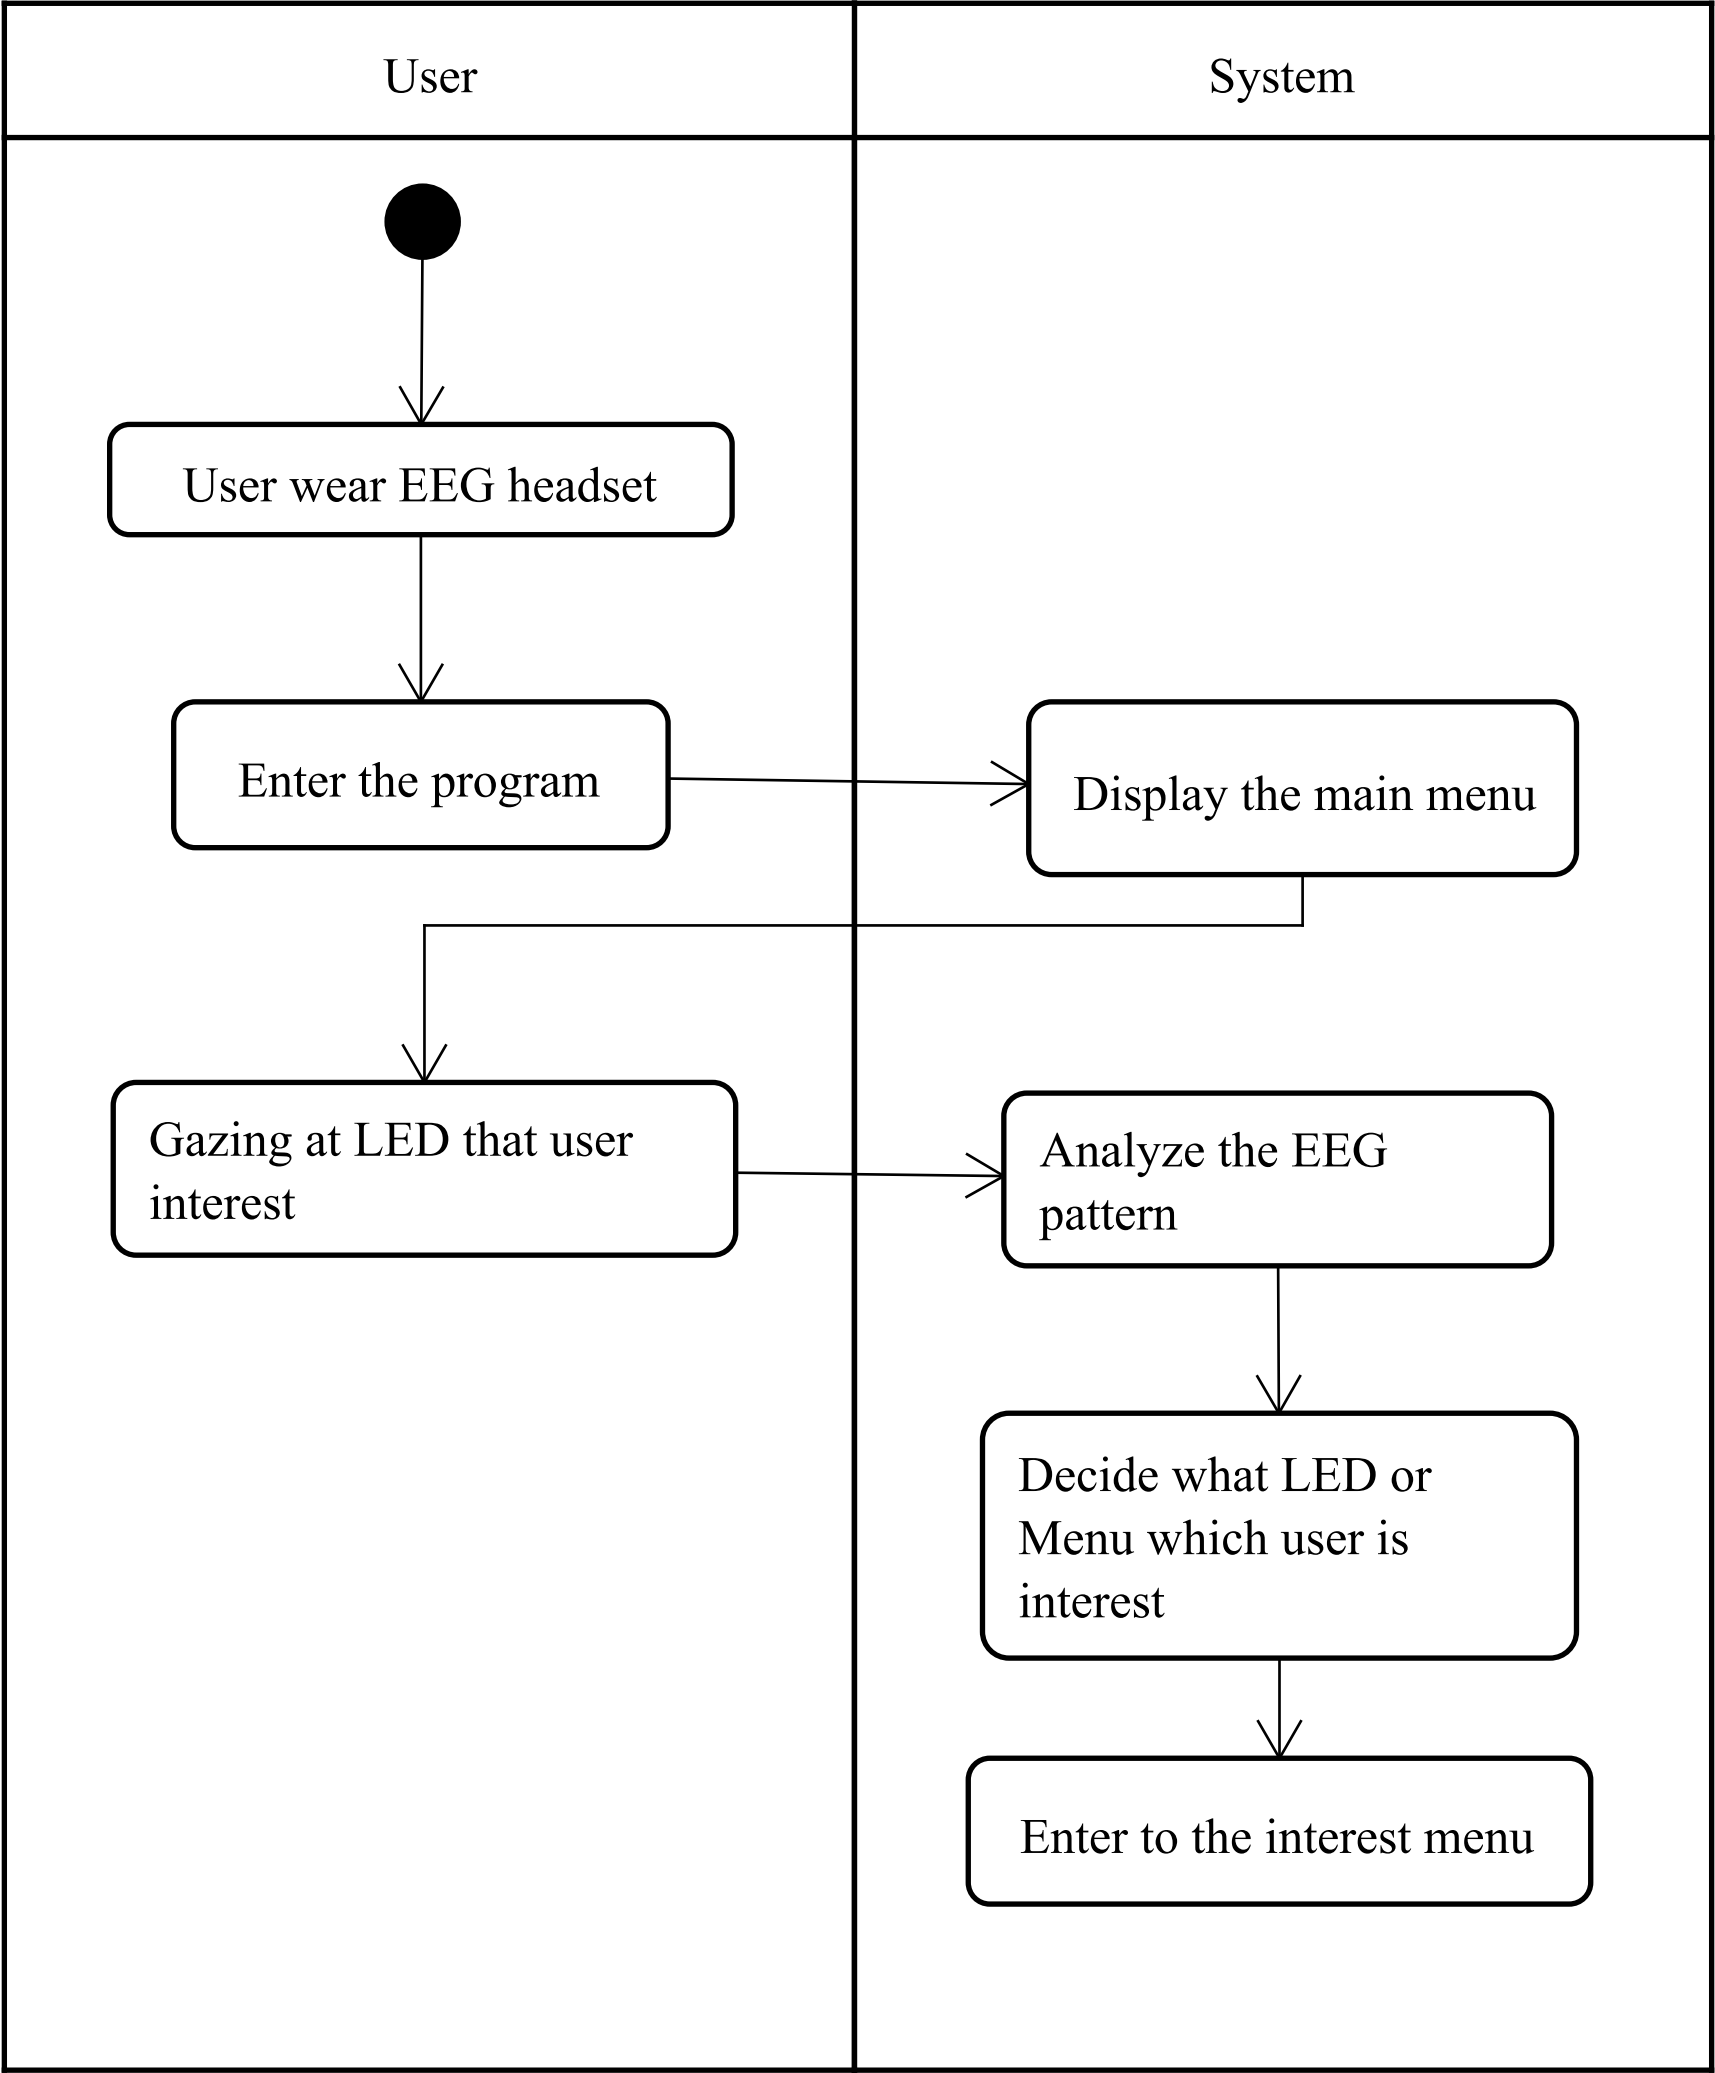 User
System
User wear EEG headset
Enter the program
Display the main menu
Gazing at LED that user
interest
Analyze the EEG
pattern
Decide what LED or
Menu which user is
interest
Enter to the interest menu